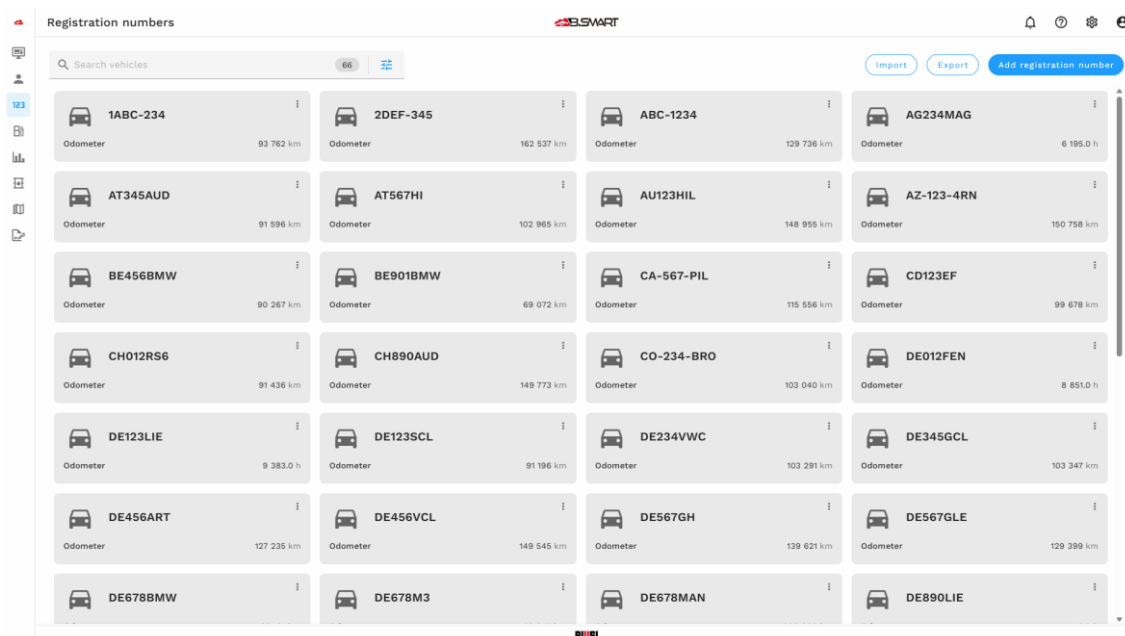 Registration numbers
B.SMART
Search vehicles
66
Import
Export
Add registration number
123
1ABC-234
Odometer 93 762 km
2DEF-345
Odometer 162 537 km
ABC-1234
Odometer 129 736 km
AG234MAG
Odometer 6 195.0 h
AT345AUD
Odometer 91 596 km
AT567HI
Odometer 102 965 km
AU123HIL
Odometer 148 955 km
AZ-123-4RN
Odometer 150 758 km
BE456BMW
Odometer 90 267 km
BE901BMW
Odometer 69 072 km
CA-567-PIL
Odometer 115 556 km
CD123EF
Odometer 99 678 km
CH012RS6
Odometer 91 436 km
CH890AUD
Odometer 149 773 km
CO-234-BRO
Odometer 103 040 km
DE012FEN
Odometer 8 851.0 h
DE123LIE
Odometer 9 383.0 h
DE123SCL
Odometer 91 196 km
DE234VWC
Odometer 103 291 km
DE345GCL
Odometer 103 347 km
DE456ART
Odometer 127 235 km
DE456VCL
Odometer 149 545 km
DE567GH
Odometer 139 621 km
DE567GLE
Odometer 129 399 km
DE678BMW
DE678M3
DE678MAN
DE890LIE